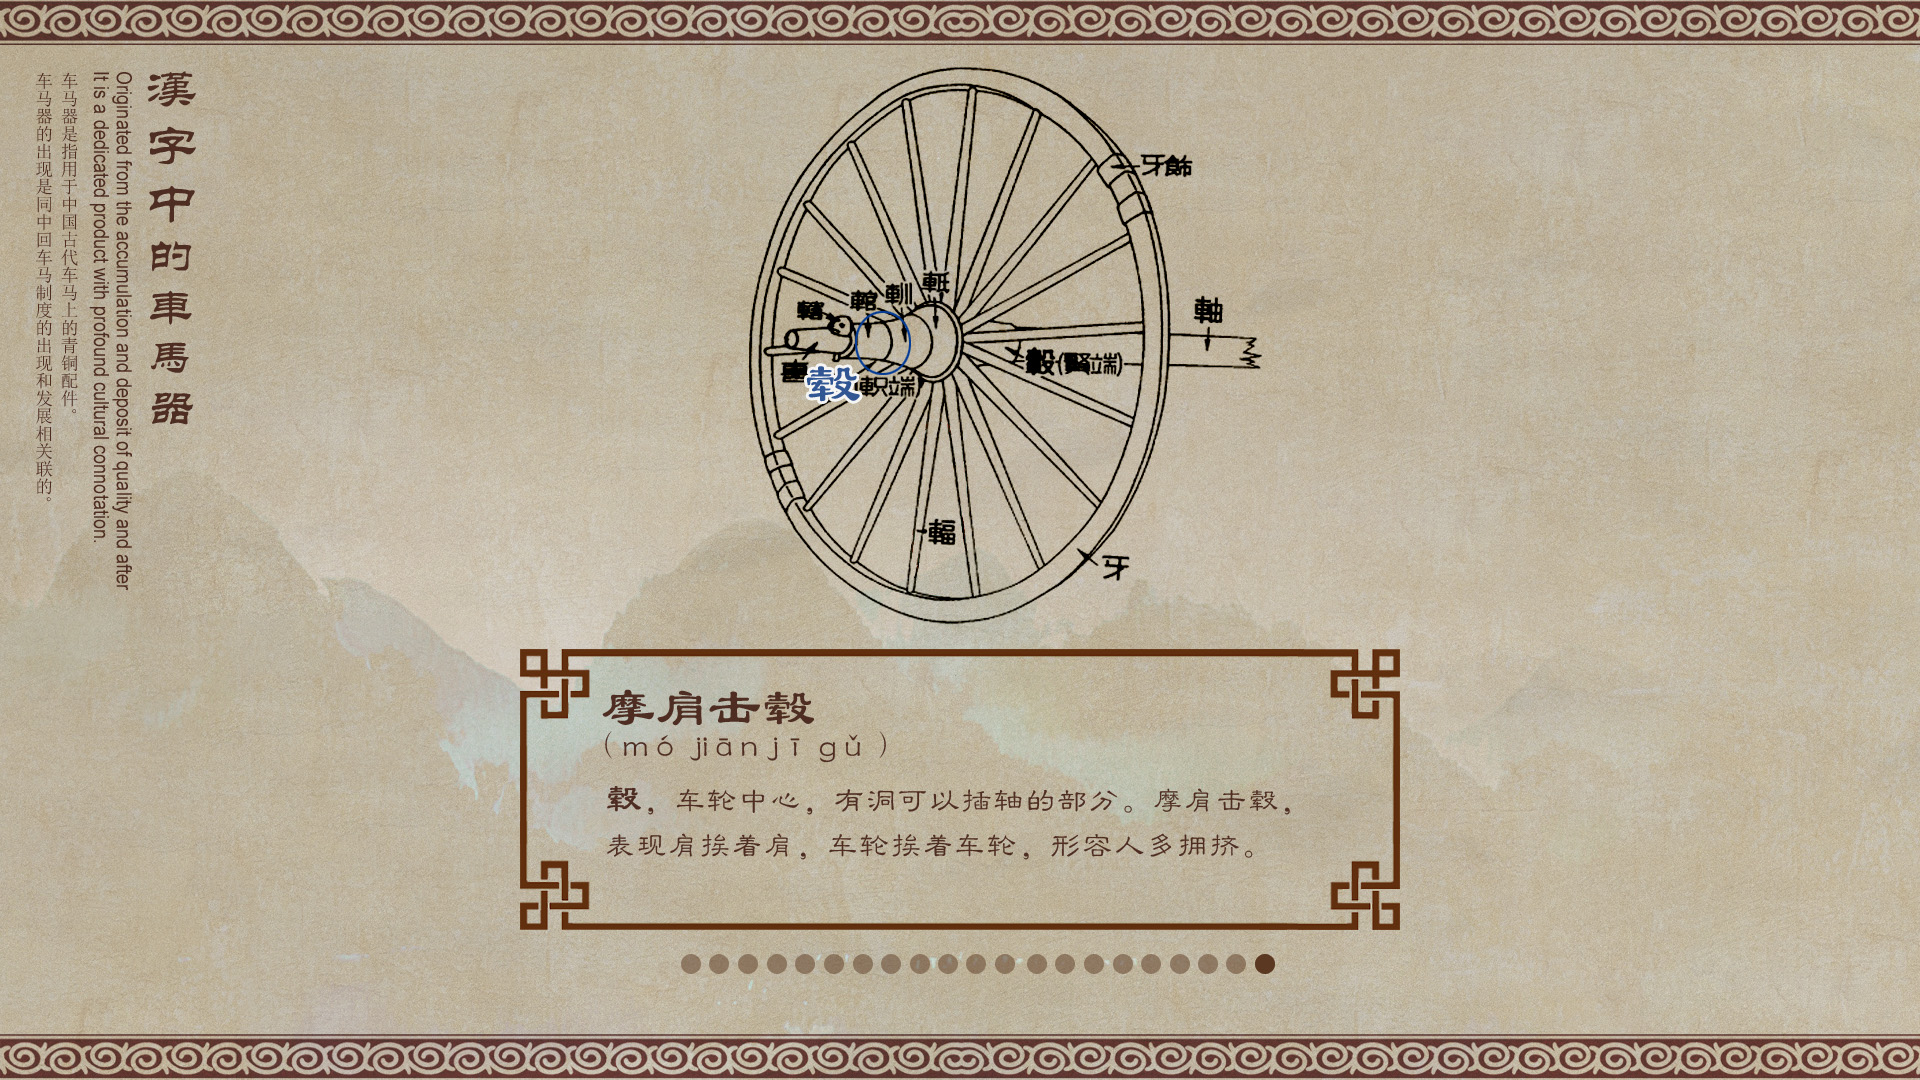 漢字中的車馬器
Originated from the accumulation and deposit of quality and after
It is a dedicated product with profound cultural connotation.
车马器是指用于中国古代车马上的青铜配件。
车马器的出现是同中回车马制度的出现和发展相关联的。
牙飾
軸
轂(賢端)
軝
軹端)
毂
輻
牙
摩肩击毂
(mó jiān jī gǔ)
毂，车轮中心，有洞可以插轴的部分。摩肩击毂，
表现肩挨着肩，车轮挨着车轮，形容人多拥挤。